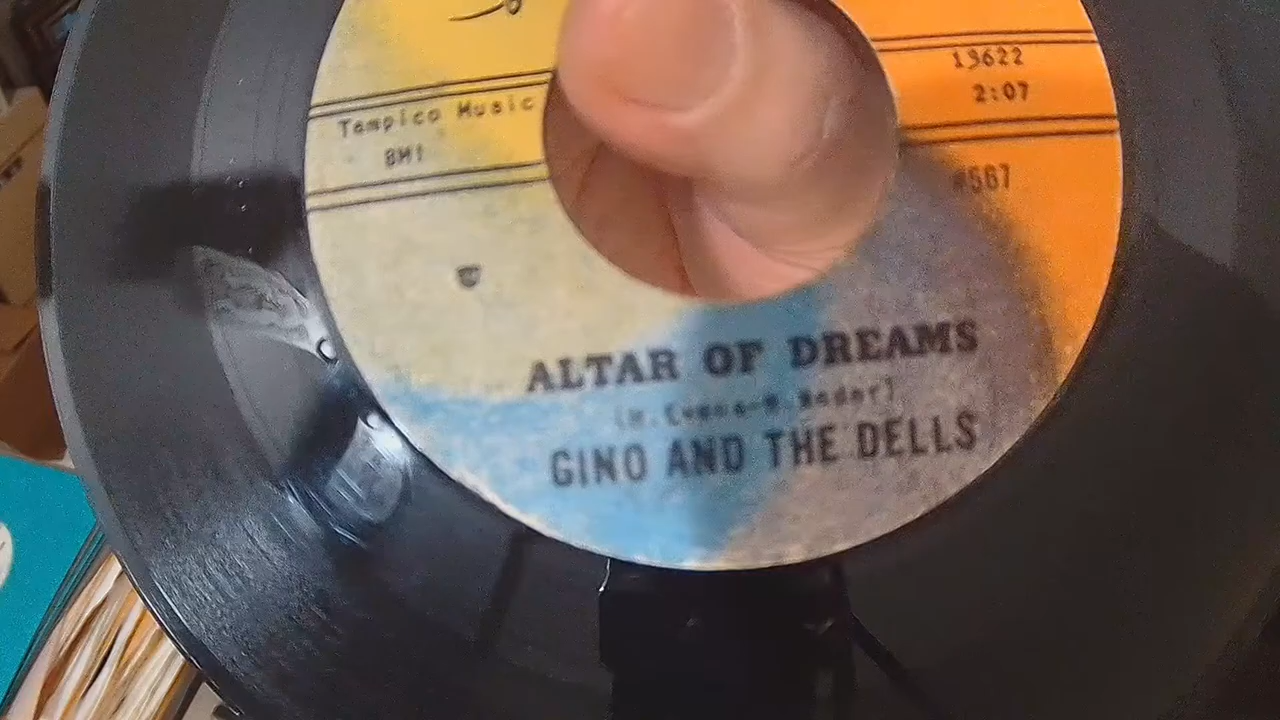 Tampico Music
BMI
13622
2:07
#567
ALTAR OF DREAMS
GINO AND THE DELLS